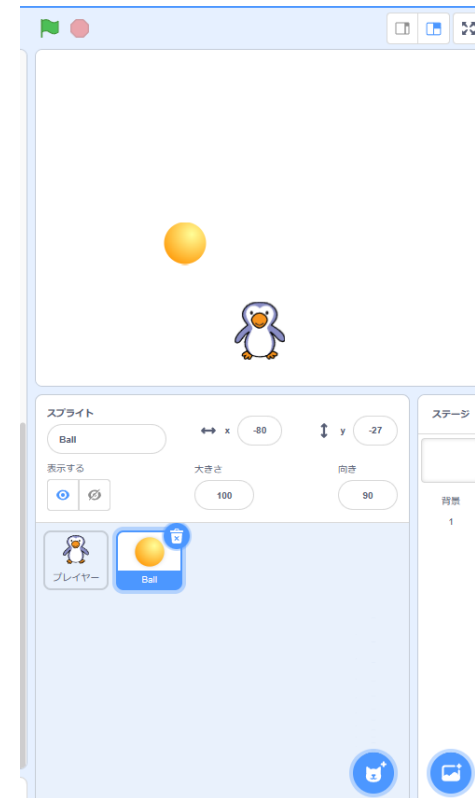 スプライト
Ball
x -80
y -27
表示する
大きさ
100
向き
90
プレイヤー
Ball
ステージ
背景
1